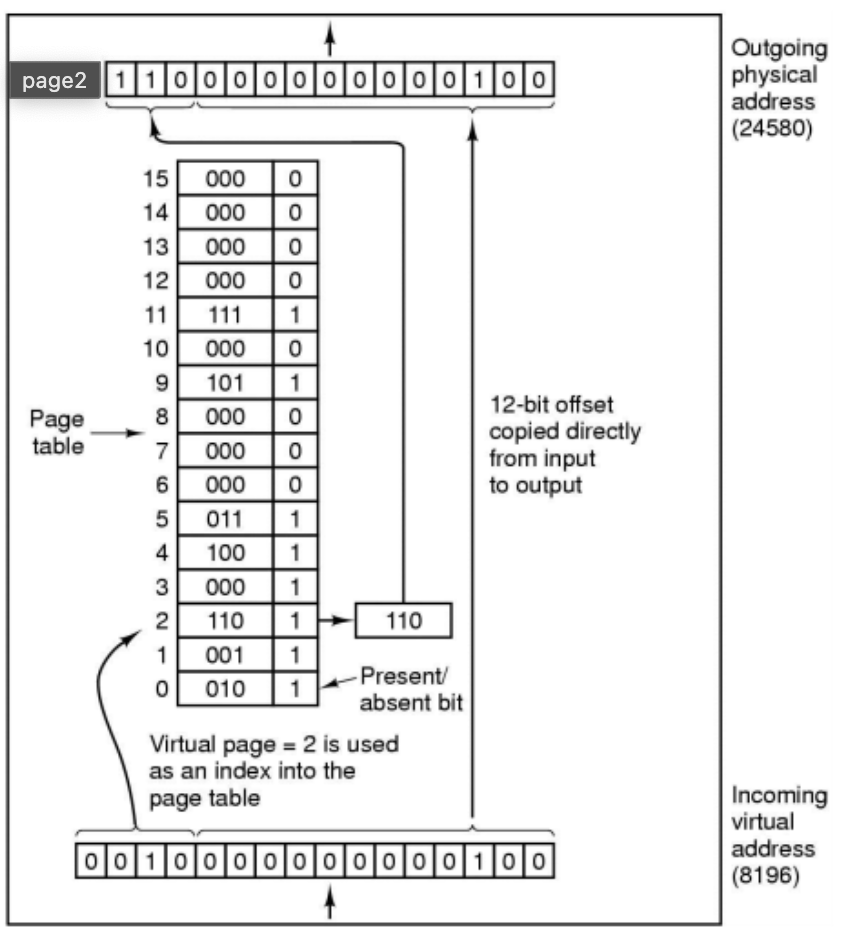 Outgoing
physical
address
(24580)
page2
1 1 0 0 0 0 0 0 0 0 0 0 1 0 0
15 000 0
14 000 0
13 000 0
12 000 0
11 111 1
10 000 0
9 101 1
8 000 0
7 000 0
6 000 0
5 011 1
4 100 1
3 000 1
2 110 1 110
1 001 1
0 010 1
Page
table
12-bit offset
copied directly
from input
to output
Present/
absent bit
Virtual page = 2 is used
as an index into the
page table
0 0 1 0 0 0 0 0 0 0 0 0 0 1 0 0
Incoming
virtual
address
(8196)